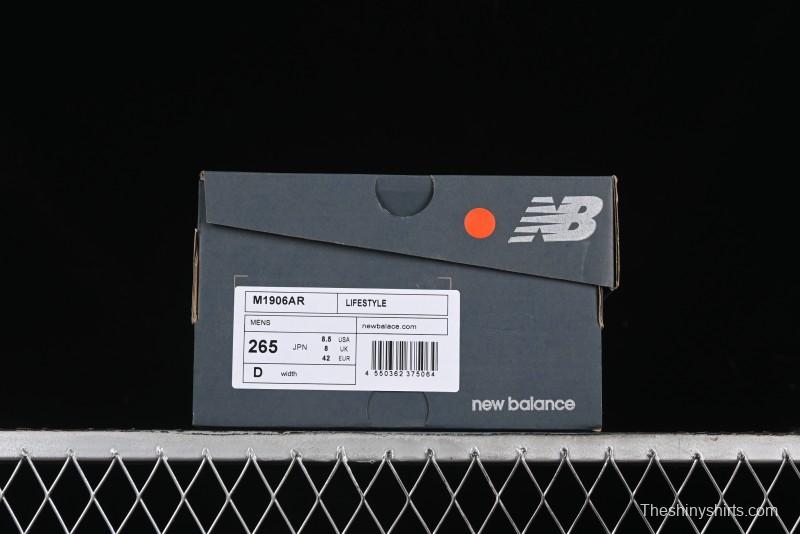 NB
M1906AR LIFESTYLE
MENS newbalace.com
265 JPN 8.5 USA
8 UK
42 EUR
D width
4 550362 375064
new balance
Theshinyshirts.com